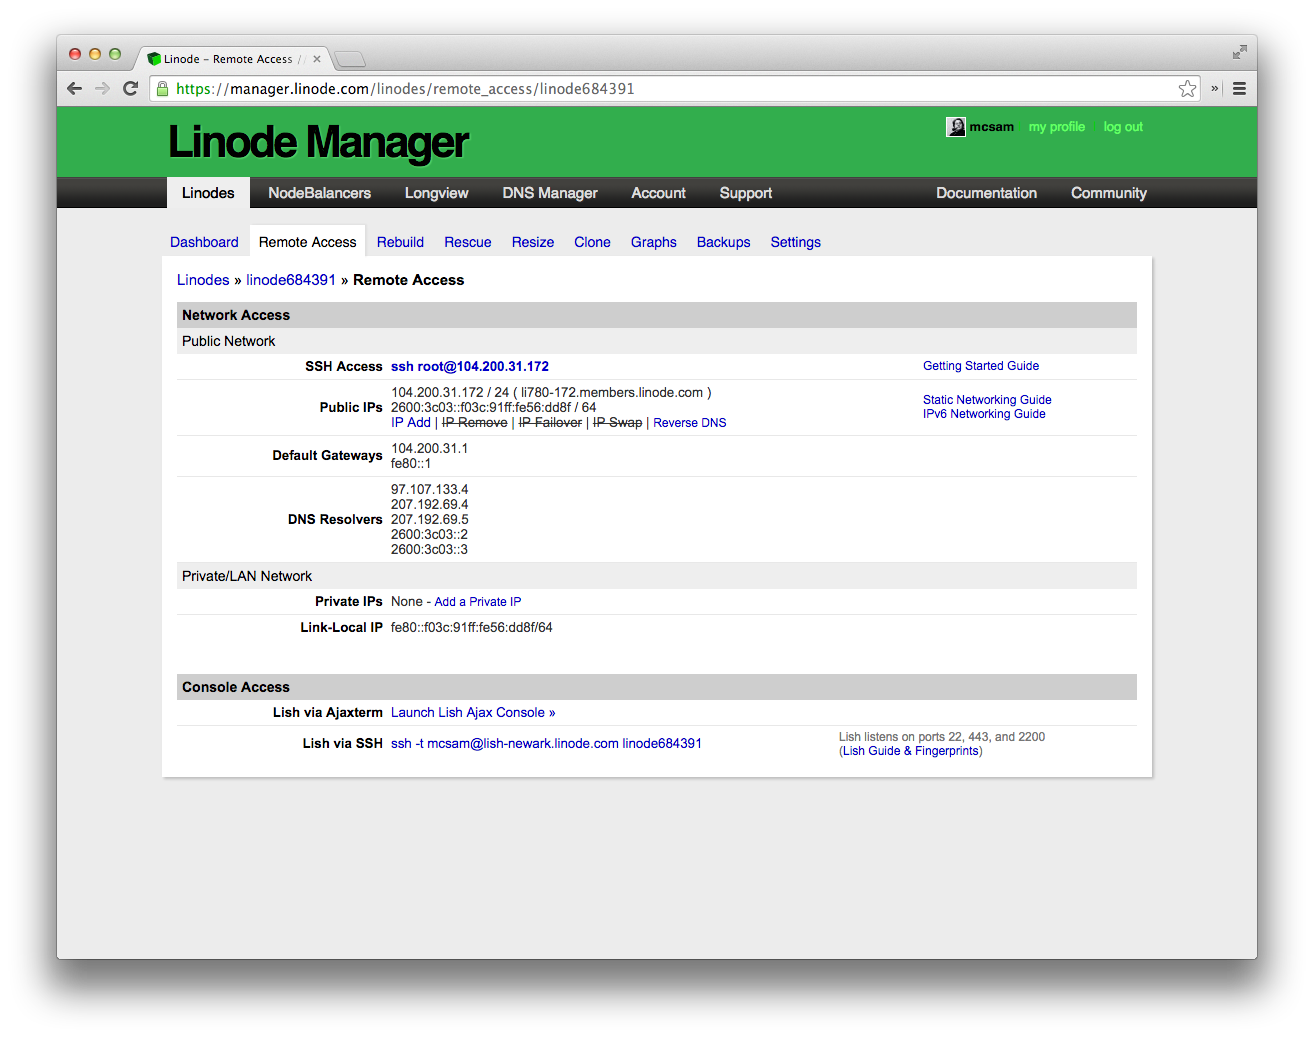 Linode – Remote Access /
https://manager.linode.com/linodes/remote_access/linode684391
Linode Manager
mcsam my profile log out
Linodes NodeBalancers Longview DNS Manager Account Support Documentation Community
Dashboard Remote Access Rebuild Rescue Resize Clone Graphs Backups Settings
Linodes » linode684391 » Remote Access
Network Access
Public Network
SSH Access ssh root@104.200.31.172 Getting Started Guide
Public IPs
104.200.31.172 / 24 ( li780-172.members.linode.com )
2600:3c03::f03c:91ff:fe56:dd8f / 64
IP Add | IP Remove | IP Failover | IP Swap | Reverse DNS
Static Networking Guide
IPv6 Networking Guide
Default Gateways
104.200.31.1
fe80::1
DNS Resolvers
97.107.133.4
207.192.69.4
207.192.69.5
2600:3c03::2
2600:3c03::3
Private/LAN Network
Private IPs None - Add a Private IP
Link-Local IP fe80::f03c:91ff:fe56:dd8f/64
Console Access
Lish via Ajaxterm Launch Lish Ajax Console »
Lish via SSH ssh -t mcsam@lish-newark.linode.com linode684391
Lish listens on ports 22, 443, and 2200
(Lish Guide & Fingerprints)